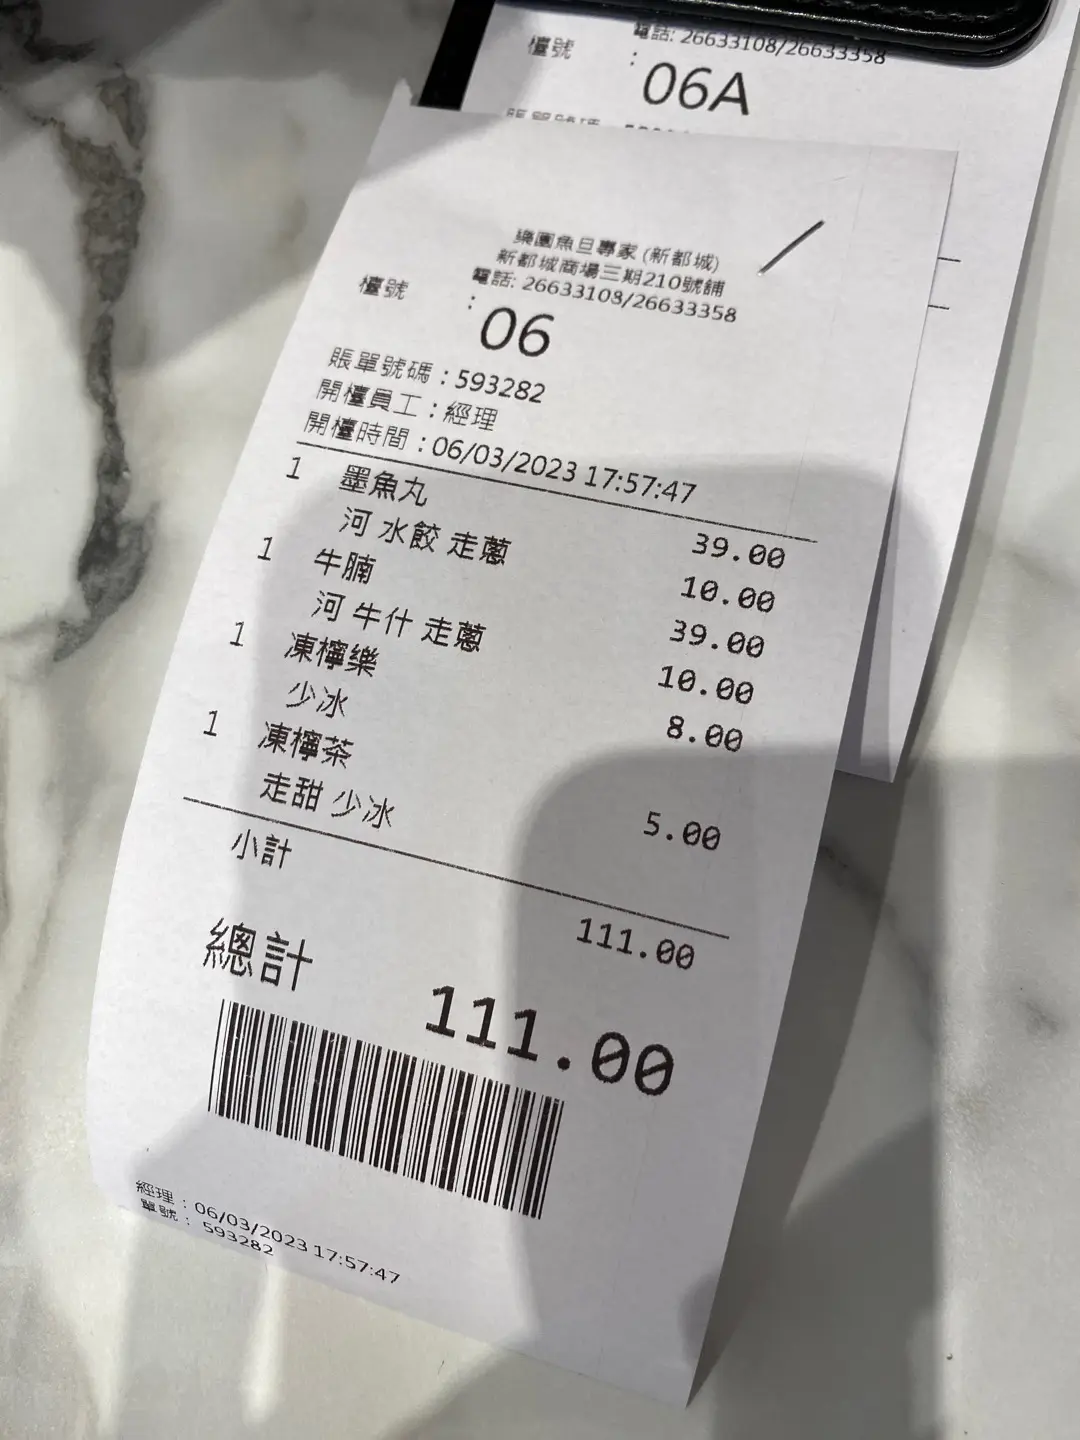 電話: 26633108/26633358
檯號 :
06A
樂園魚旦專家 (新都城)
新都城商場三期210號舖
電話: 26633108/26633358
檯號 :
06
賬單號碼 : 593282
開檯員工 : 經理
開檯時間 : 06/03/2023 17:57:47
1 墨魚丸 39.00
河 水餃 走蔥 10.00
1 牛腩 39.00
河 牛什 走蔥 10.00
1 凍檸樂 8.00
少冰
1 凍檸茶 5.00
走甜 少冰
小計 111.00
總計 111.00
經理 : 06/03/2023 17:57:47
單號 : 593282